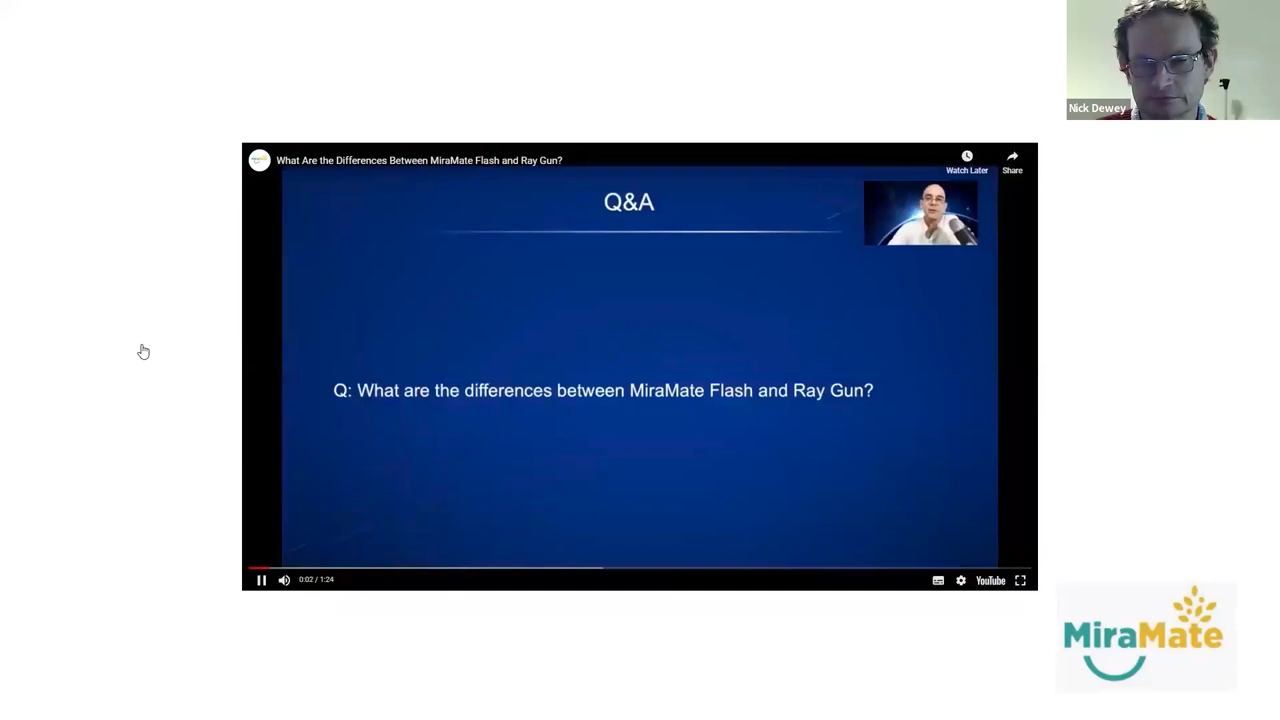 Nick Dewey
What Are the Differences Between MiraMate Flash and Ray Gun?
Watch Later
Share
Q&A
Q: What are the differences between MiraMate Flash and Ray Gun?
0:02 / 1:24
YouTube
MiraMate